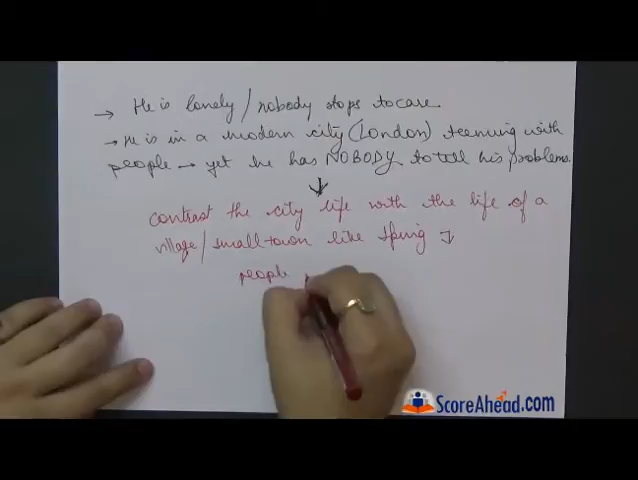 → He is lonely/nobody stops to care.
→ He is in a modern city (London) teeming with
people → yet he has NOBODY to tell his problems.
contrast the city life with the life of a
village/small town like Iping
people
ScoreAhead.com